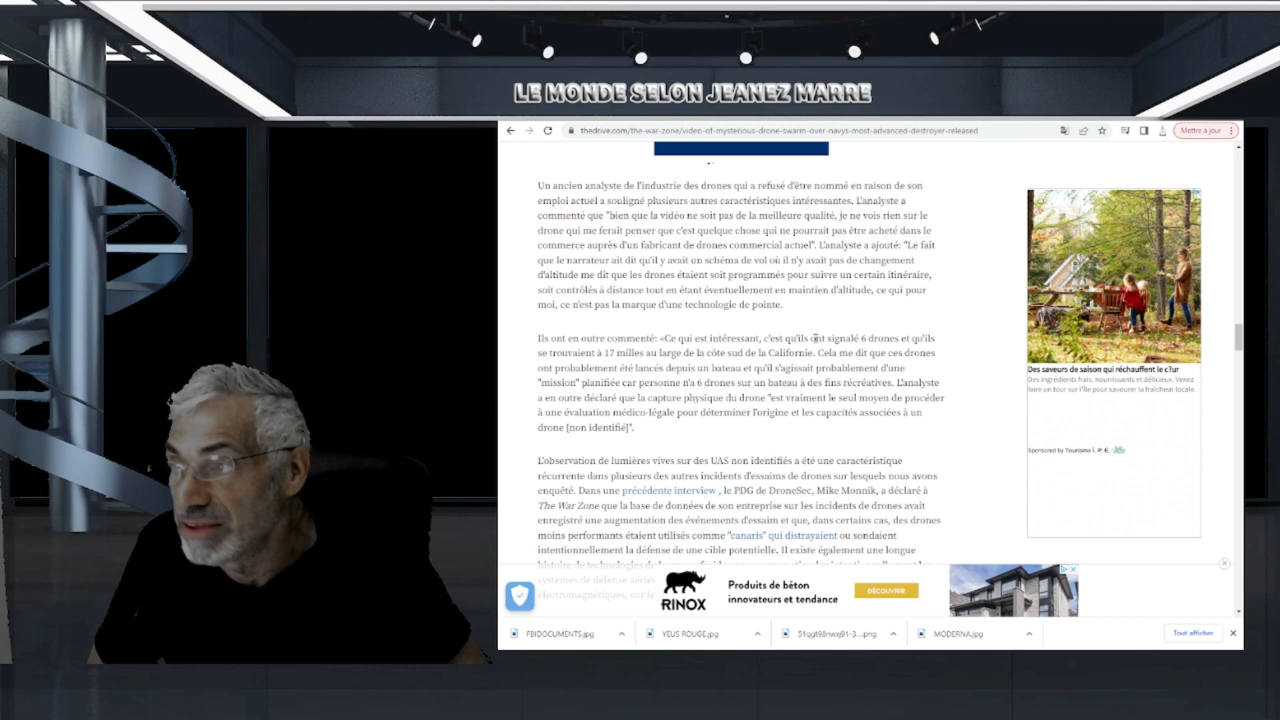 LE MONDE SELON JEANEZ MARRE
thedrive.com/the-war-zone/video-of-mysterious-drone-swarm-over-navys-most-advanced-destroyer-released
Mettre à jour
Un ancien analyste de l'industrie des drones qui a refusé d'être nommé en raison de son
emploi actuel a souligné plusieurs autres caractéristiques intéressantes. L'analyste a
commenté que "bien que la vidéo ne soit pas de la meilleure qualité, je ne vois rien sur le
drone qui me ferait penser que c'est quelque chose qui ne pourrait pas être acheté dans le
commerce auprès d'un fabricant de drones commercial actuel". L'analyste a ajouté: "Le fait
que le narrateur ait dit qu'il y avait un schéma de vol où il n'y avait pas de changement
d'altitude me dit que les drones étaient soit programmés pour suivre un certain itinéraire,
soit contrôlés à distance tout en étant éventuellement en maintien d'altitude, ce qui pour
moi, ce n'est pas la marque d'une technologie de pointe.
Ils ont en outre commenté: «Ce qui est intéressant, c'est qu'ils ont signalé 6 drones et qu'ils
se trouvaient à 17 milles au large de la côte sud de la Californie. Cela me dit que ces drones
ont probablement été lancés depuis un bateau et qu'il s'agissait probablement d'une
"mission" planifiée car personne n'a 6 drones sur un bateau à des fins récréatives. L'analyste
a en outre déclaré que la capture physique du drone "est vraiment le seul moyen de procéder
à une évaluation médico-légale pour déterminer l'origine et les capacités associées à un
drone [non identifié]".
L'observation de lumières vives sur des UAS non identifiés a été une caractéristique
récurrente dans plusieurs des autres incidents d'essaims de drones sur lesquels nous avons
enquêté. Dans une précédente interview , le PDG de DroneSec, Mike Monnik, a déclaré à
The War Zone que la base de données de son entreprise sur les incidents de drones avait
enregistré une augmentation des événements d'essaim et que, dans certains cas, des drones
moins performants étaient utilisés comme "canaris" qui distrayaient ou sondaient
intentionnellement la défense d'une cible potentielle. Il existe également une longue
systèmes de défense aérie
électromagnétiques, sur le
Des saveurs de saison qui réchauffent le c?ur
Des ingrédients frais, nourrissants et délicieux. Venez
faire un tour sur l'Île pour savourer la fraîcheur locale.
Sponsored by Tourisme Î. -P. -É.
RINOX
Produits de béton
innovateurs et tendance
DÉCOUVRIR
FBIDOCUMENTS.jpg
YEUS ROUGE.jpg
51qgt98nwxj91-3....png
MODERNA.jpg
Tout afficher